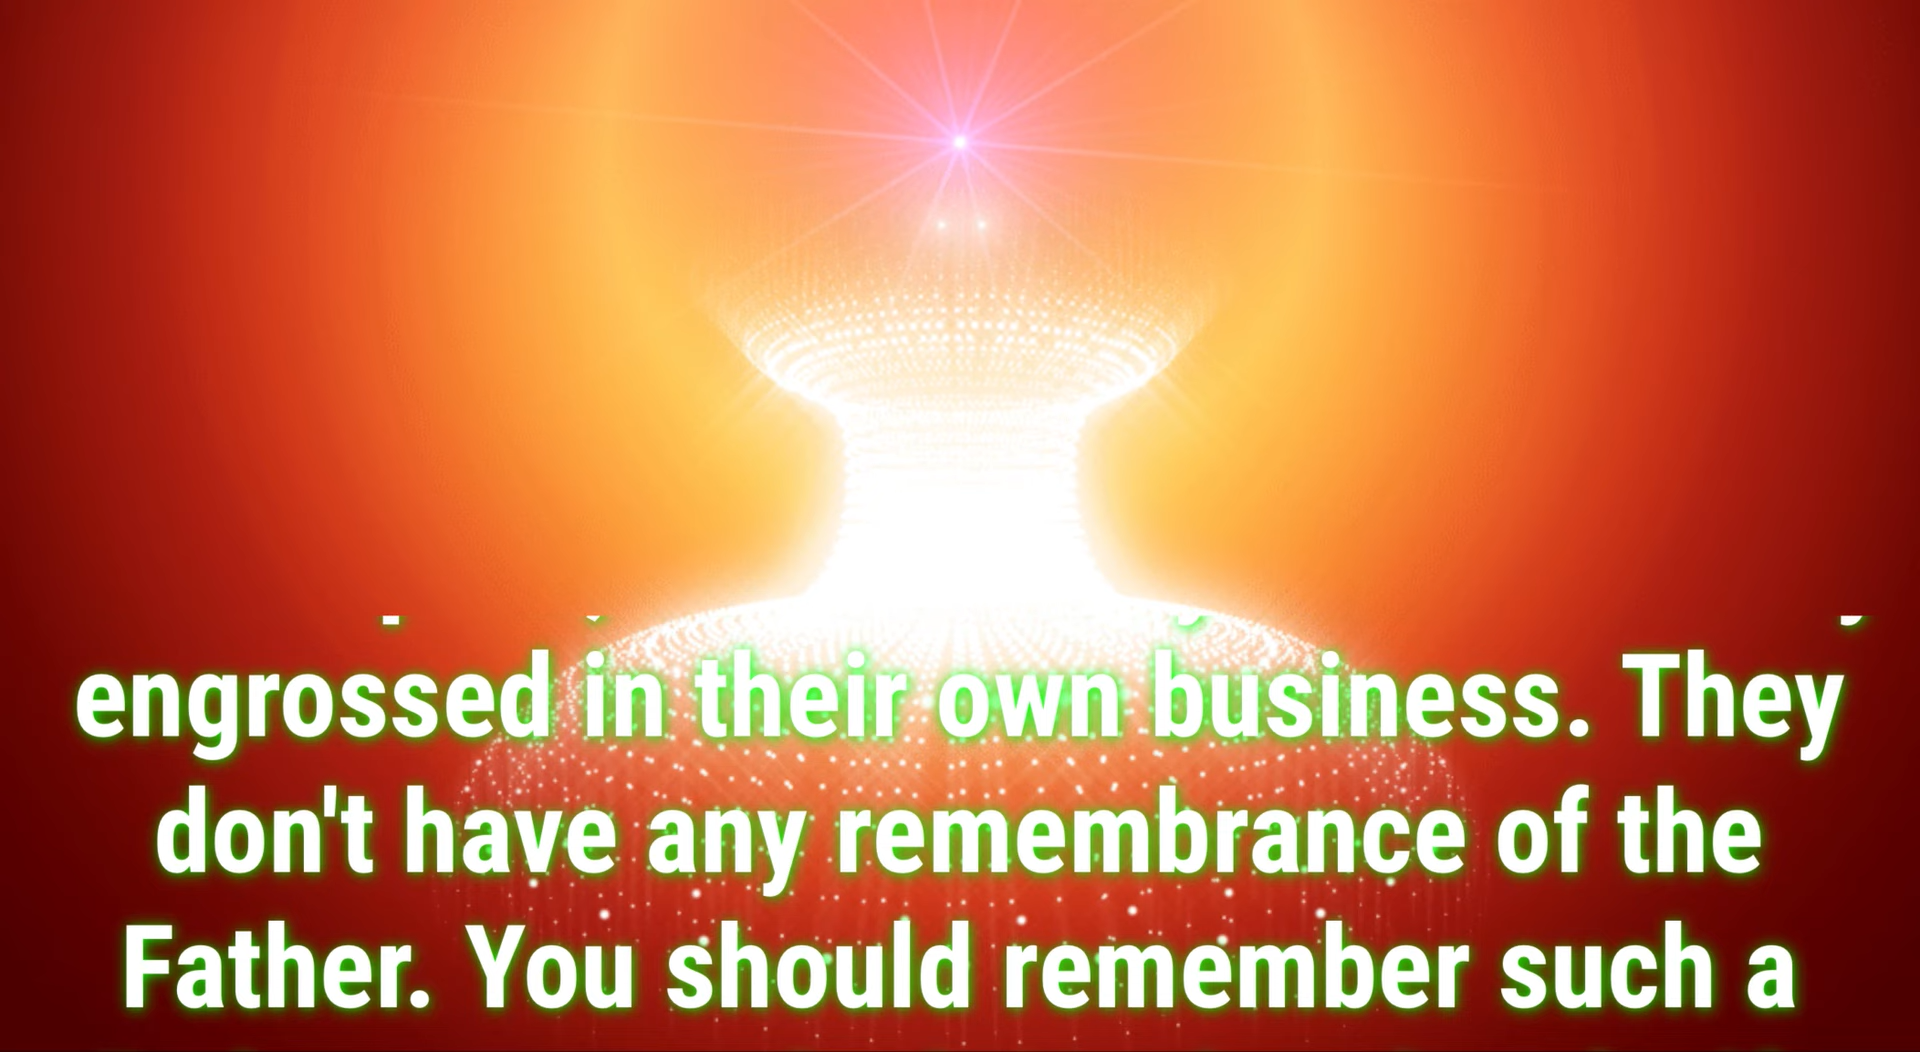 engrossed in their own business. They
don't have any remembrance of the
Father. You should remember such a